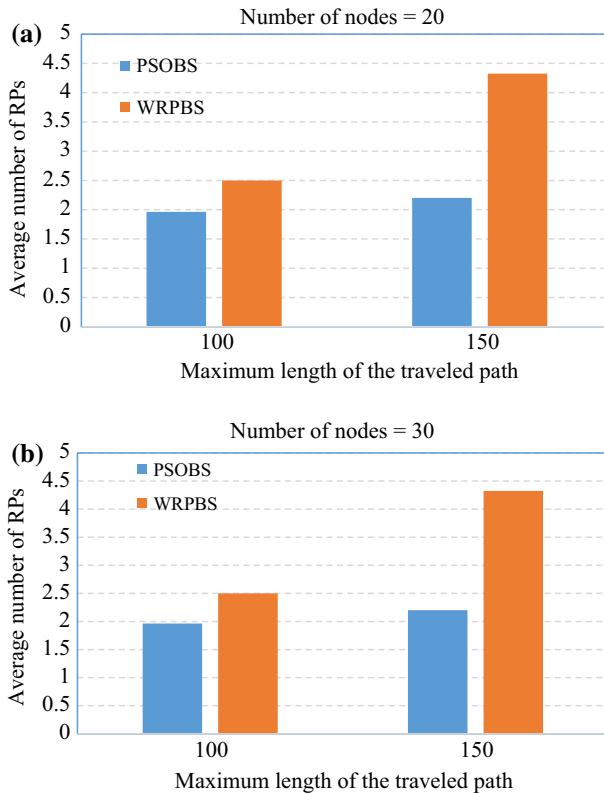 (a)
Number of nodes = 20
5
4.5
4
3.5
3
2.5
2
1.5
1
0.5
0
Average number of RPs
PSOBS
WRPBS
100 150
Maximum length of the traveled path
(b)
Number of nodes = 30
5
4.5
4
3.5
3
2.5
2
1.5
1
0.5
0
Average number of RPs
PSOBS
WRPBS
100 150
Maximum length of the traveled path